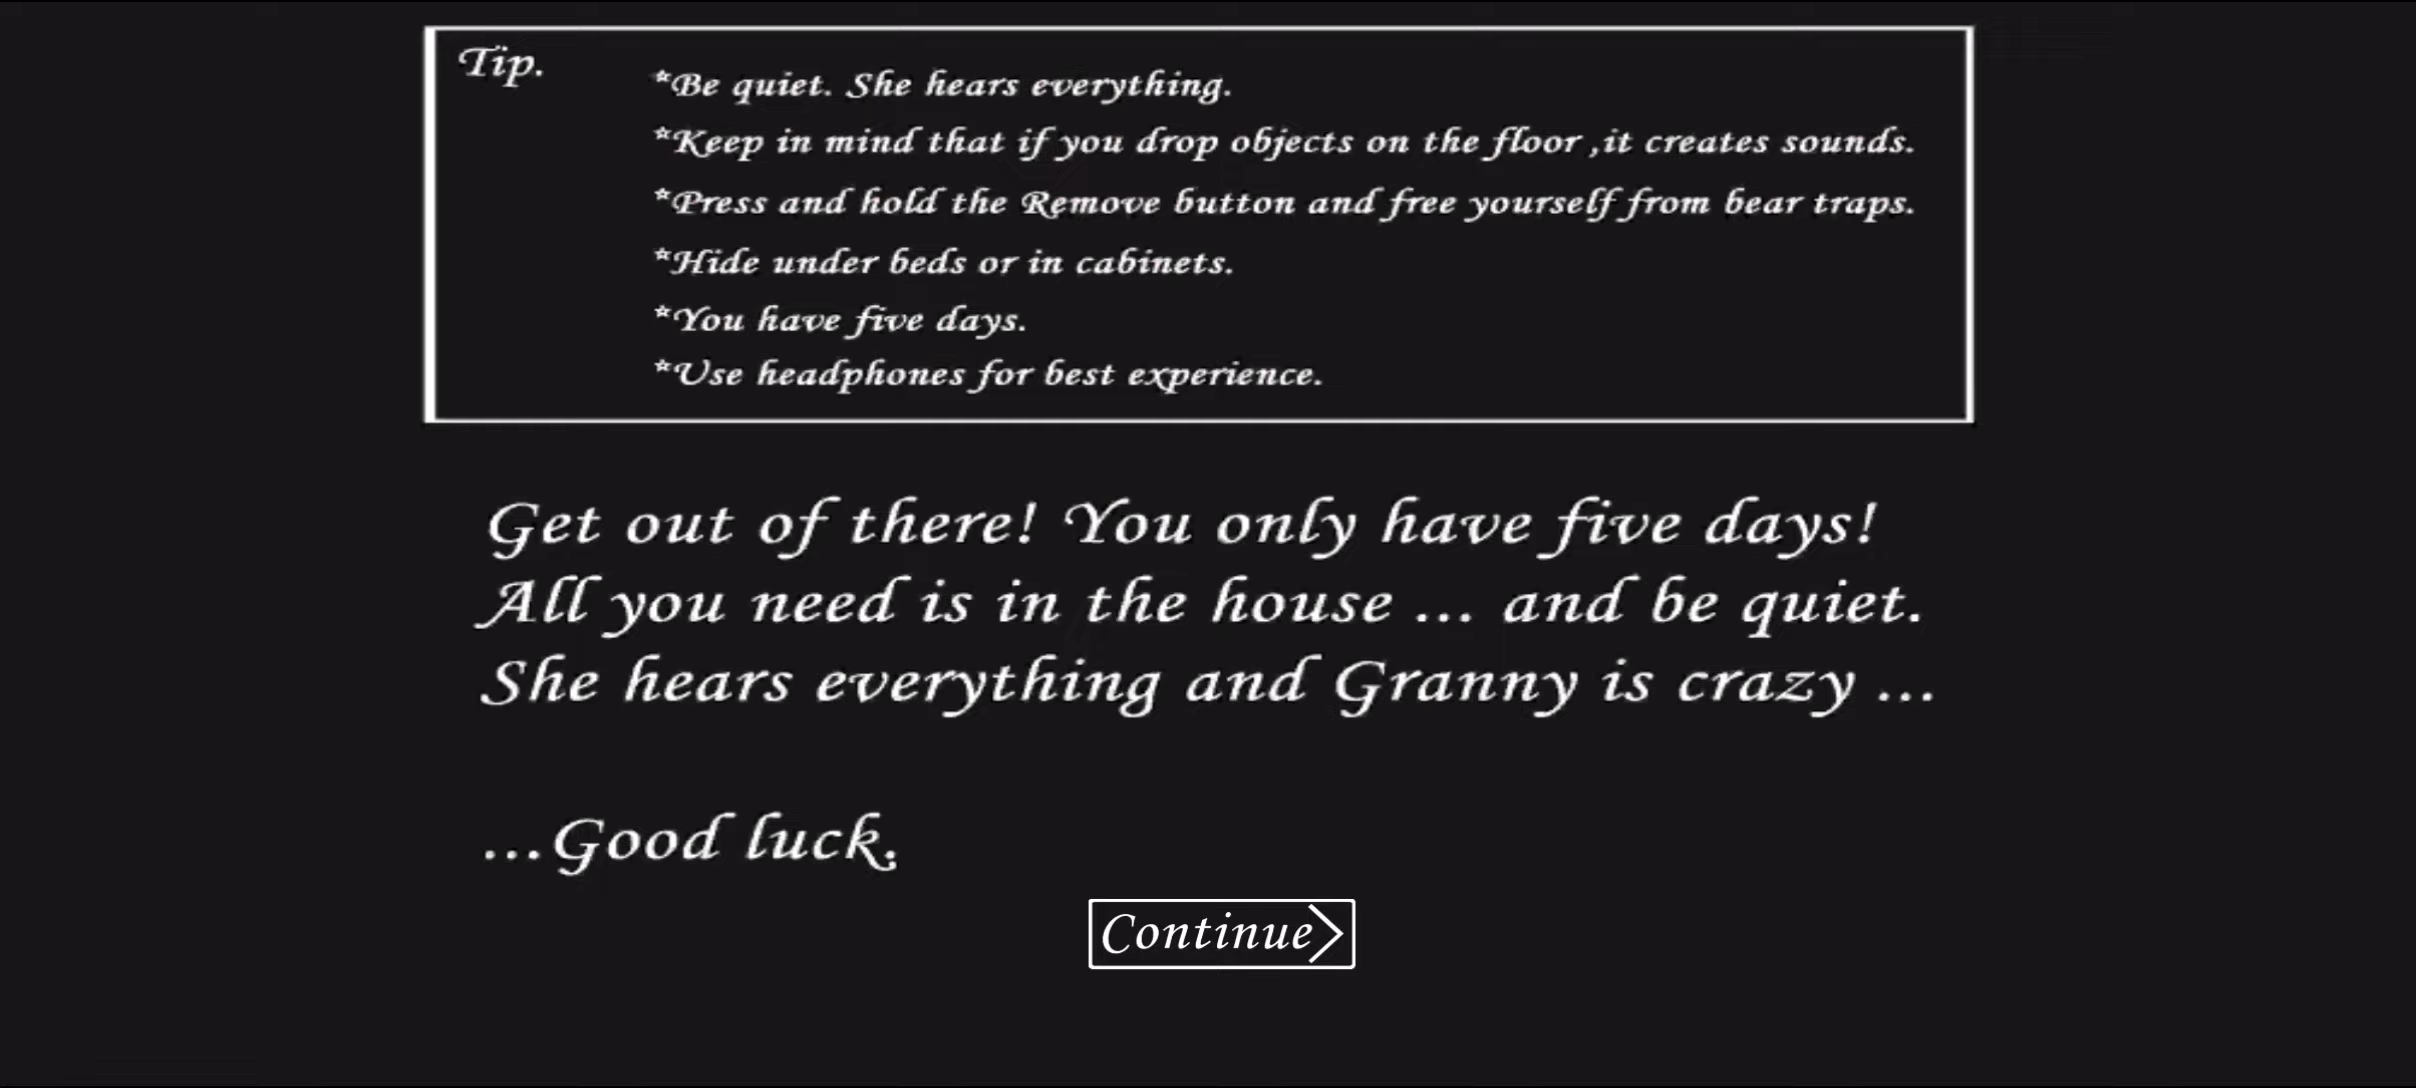 Tip.
*Be quiet. She hears everything.
*Keep in mind that if you drop objects on the floor ,it creates sounds.
*Press and hold the Remove button and free yourself from bear traps.
*Hide under beds or in cabinets.
*You have five days.
*Use headphones for best experience.
Get out of there! You only have five days!
All you need is in the house ... and be quiet.
She hears everything and Granny is crazy ...
...Good luck.
Continue>